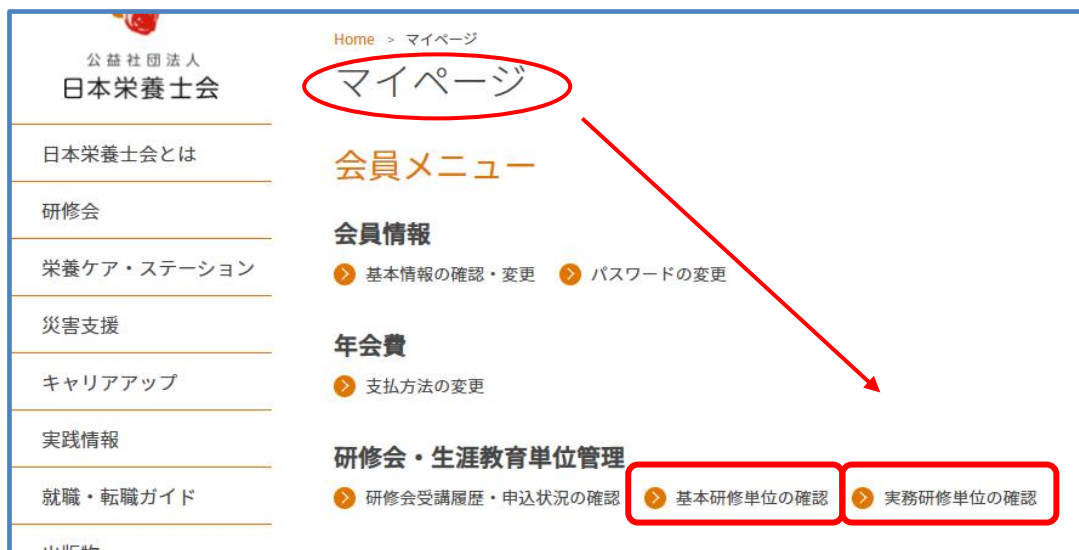 公益社団法人
日本栄養士会
日本栄養士会とは
研修会
栄養ケア・ステーション
災害支援
キャリアアップ
実践情報
就職・転職ガイド
Home > マイページ
マイページ
会員メニュー
会員情報
基本情報の確認・変更 パスワードの変更
年会費
支払方法の変更
研修会・生涯教育単位管理
研修会受講履歴・申込状況の確認 基本研修単位の確認 実務研修単位の確認